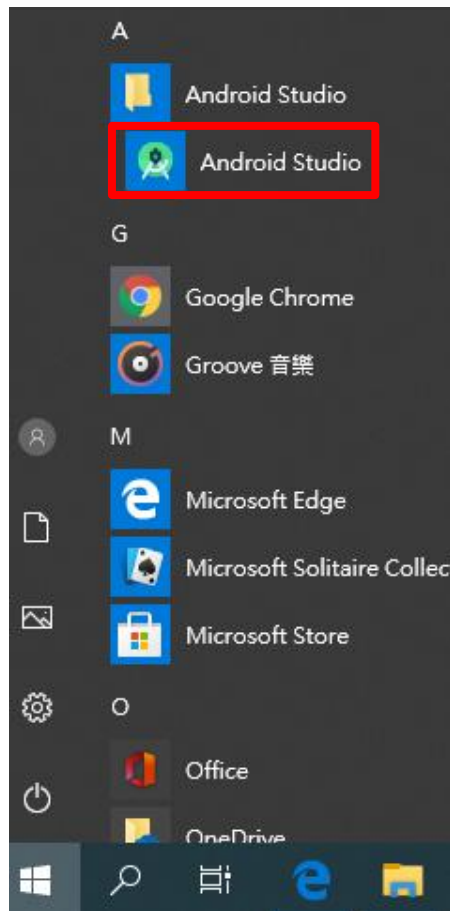 A
Android Studio
Android Studio
G
Google Chrome
Groove 音樂
M
Microsoft Edge
Microsoft Solitaire Collec
Microsoft Store
O
Office
OneDrive